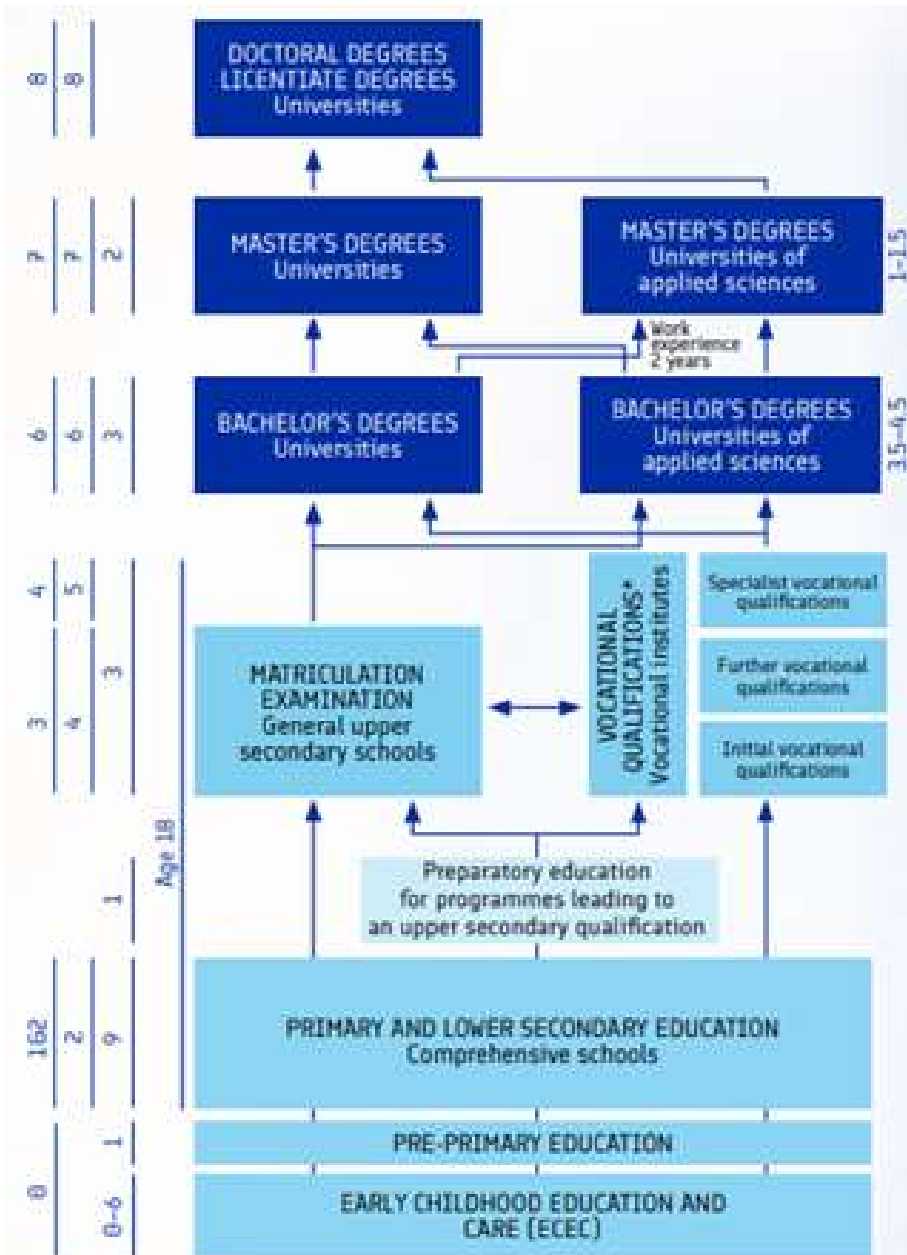 DOCTORAL DEGREES
LICENTIATE DEGREES
Universities
8
8
MASTER'S DEGREES
Universities
MASTER'S DEGREES
Universities of
applied sciences
7
7
2
1-1.5
Work
experience
2 years
BACHELOR'S DEGREES
Universities
BACHELOR'S DEGREES
Universities of
applied sciences
6
6
3
3.5-4.5
4
5
3
4
3
MATRICULATION
EXAMINATION
General upper
secondary schools
VOCATIONAL
QUALIFICATIONS*
Vocational institutes
Specialist vocational
qualifications
Further vocational
qualifications
Initial vocational
qualifications
Age 18
1
Preparatory education
for programmes leading to
an upper secondary qualification
1&2
2
9
PRIMARY AND LOWER SECONDARY EDUCATION
Comprehensive schools
1
PRE-PRIMARY EDUCATION
0
0-6
EARLY CHILDHOOD EDUCATION AND
CARE (ECEC)